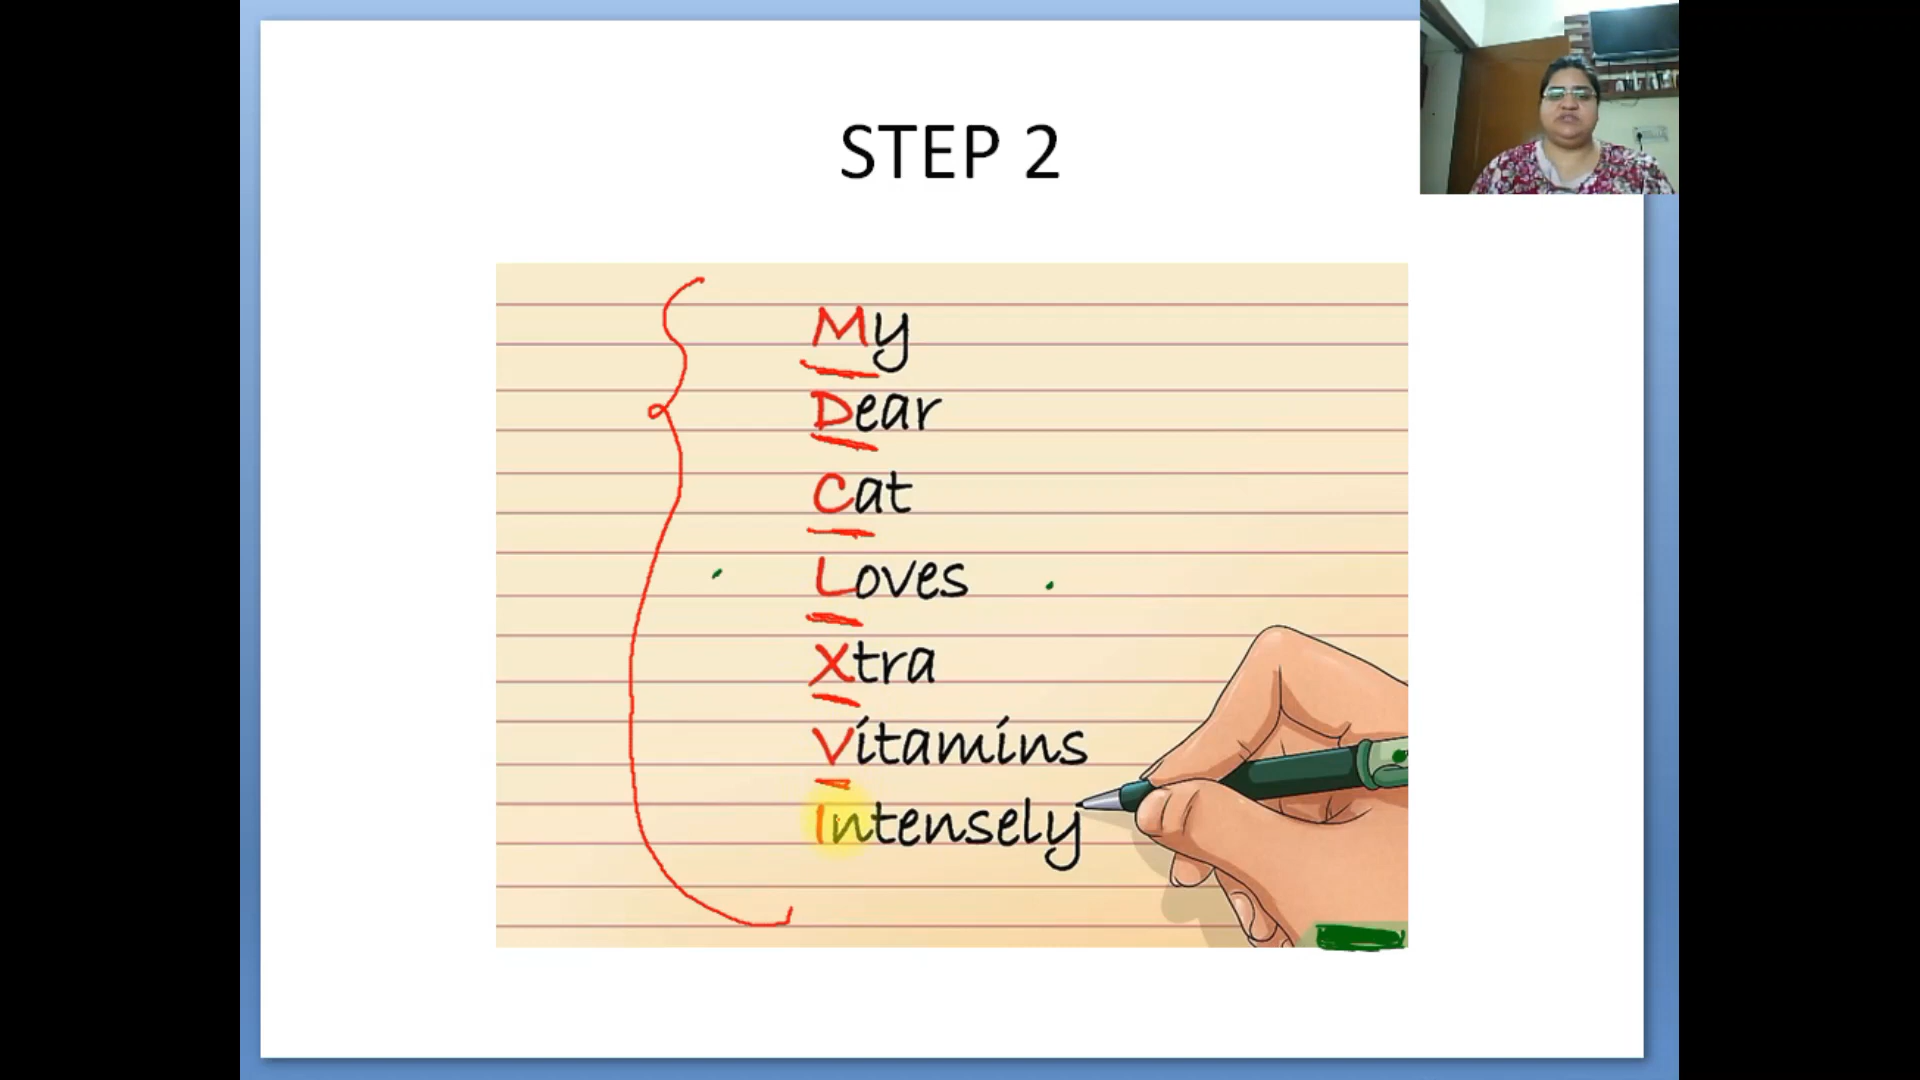 STEP 2
My
Dear
Cat
Loves
Xtra
Vitamins
Intensely